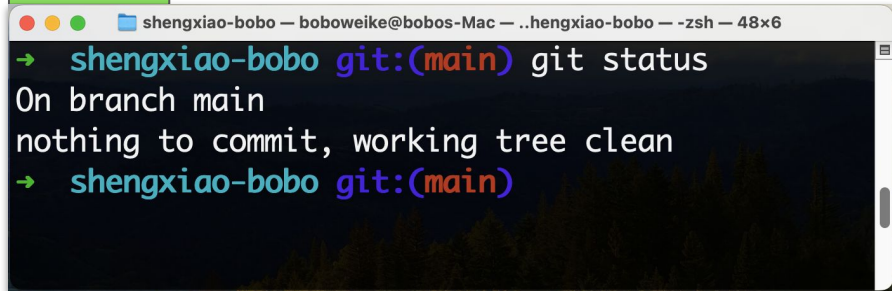 shengxiao-bobo — boboweike@bobos-Mac — ..hengxiao-bobo — -zsh — 48×6
→ shengxiao-bobo git:(main) git status
On branch main
nothing to commit, working tree clean
→ shengxiao-bobo git:(main)